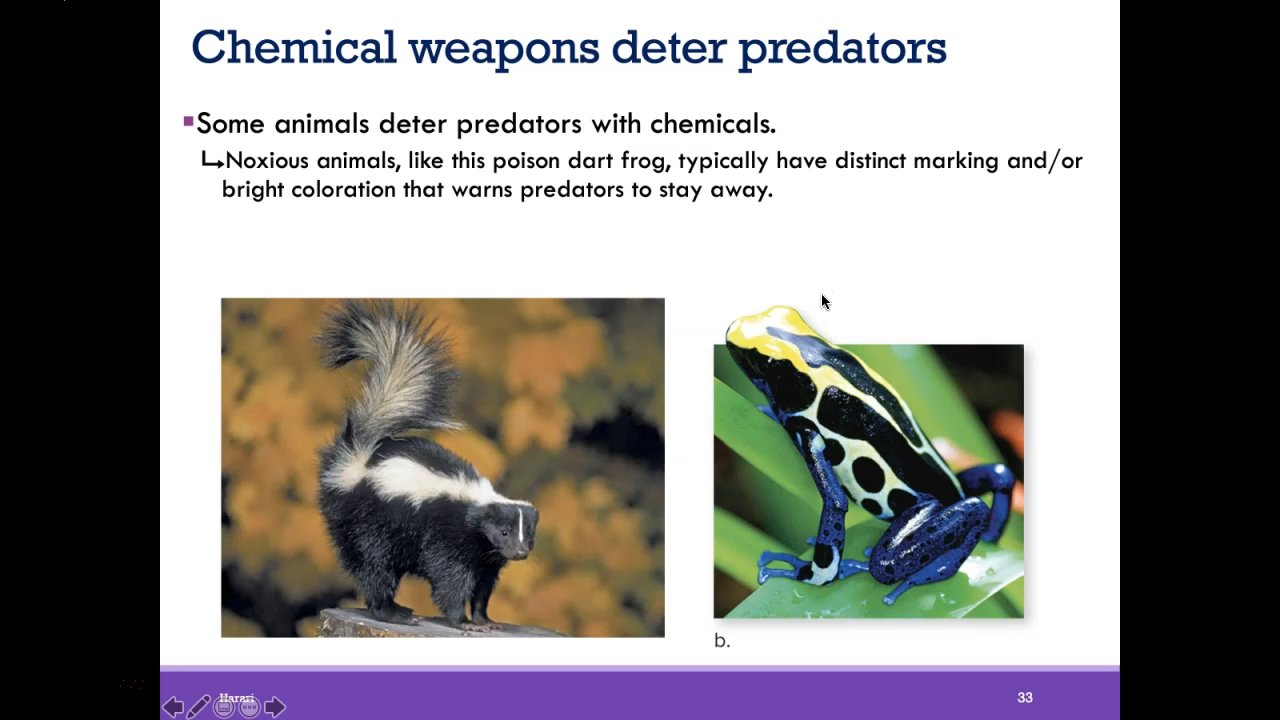 Chemical weapons deter predators
Some animals deter predators with chemicals.
Noxious animals, like this poison dart frog, typically have distinct marking and/or
bright coloration that warns predators to stay away.
b.
Harari
33